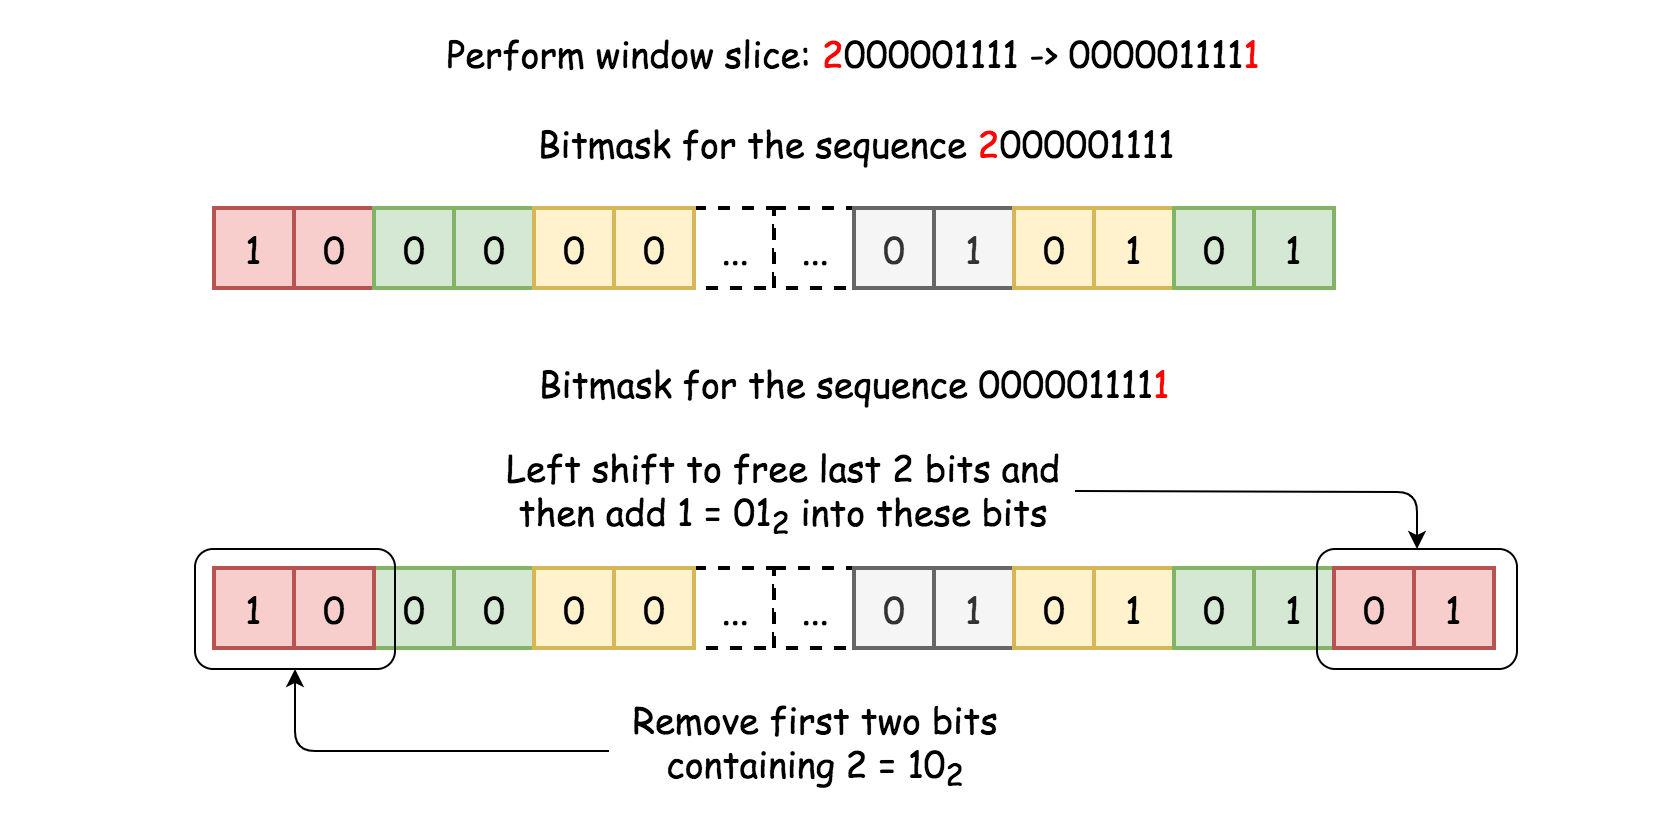 Perform window slice: 2000001111 -> 0000011111
Bitmask for the sequence 2000001111
1 0 0 0 0 0 ... ... 0 1 0 1 0 1
Bitmask for the sequence 0000011111
Left shift to free last 2 bits and
then add 1 = 01₂ into these bits
1 0 0 0 0 0 ... ... 0 1 0 1 0 1 0 1
Remove first two bits
containing 2 = 10₂